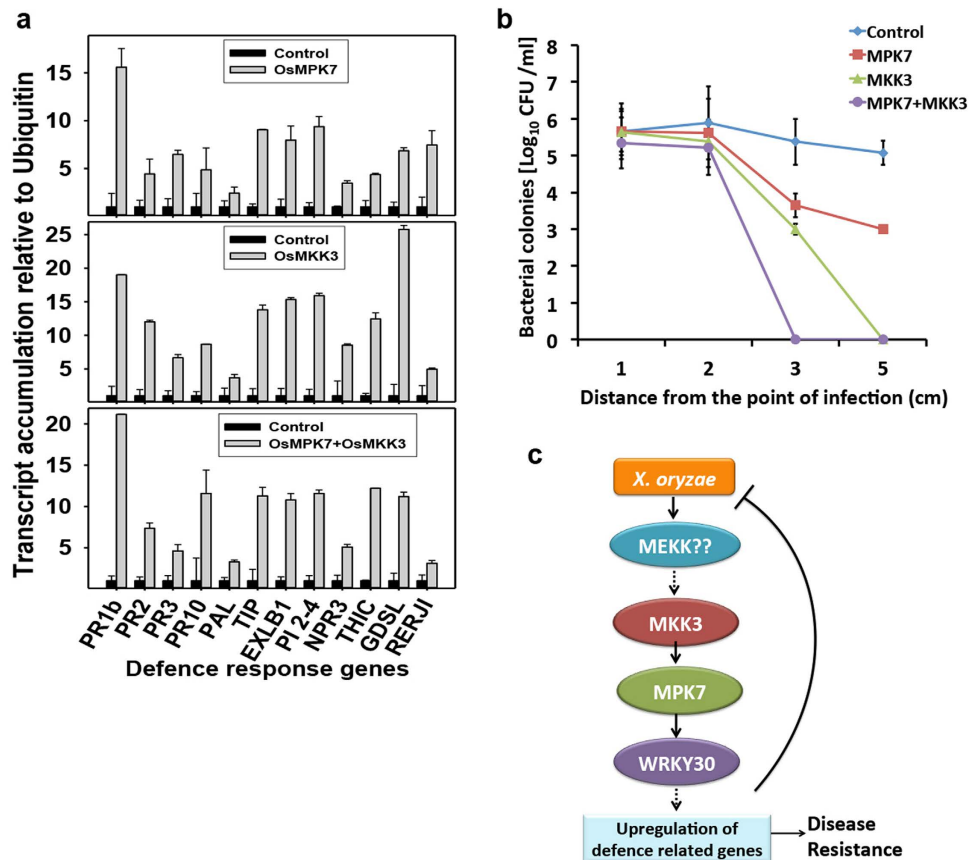 a
Transcript accumulation relative to Ubiquitin
Control
OsMPK7
15
10
5
Control
OsMKK3
25
20
15
10
5
Control
OsMPK7+OsMKK3
20
15
10
5
PR1b
PR2
PR3
PR10
PAL
TIP
EXLB1
PI 2-4
NPR3
THIC
GDSL
RERJI
Defence response genes
b
Bacterial colonies [Log10 CFU /ml]
8
7
6
5
4
3
2
1
0
1 2 3 5
Distance from the point of infection (cm)
Control
MPK7
MKK3
MPK7+MKK3
c
X. oryzae
MEKK??
MKK3
MPK7
WRKY30
Upregulation of
defence related genes
Disease
Resistance